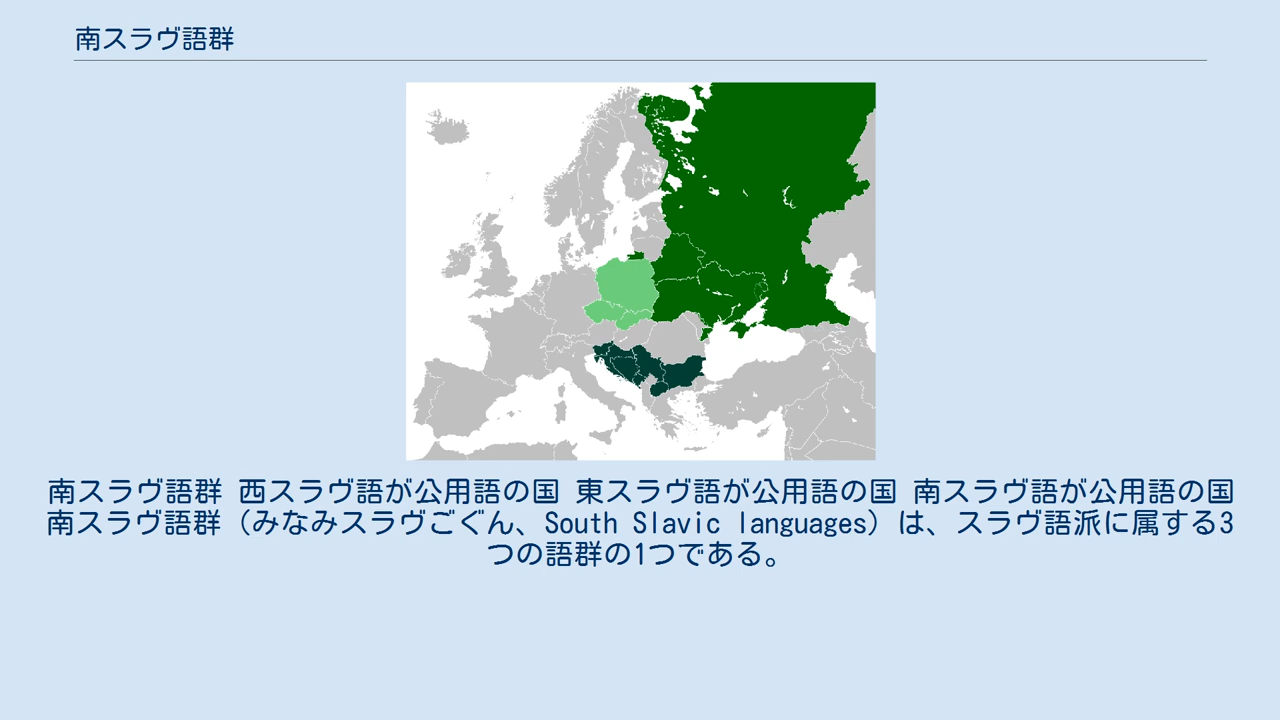 南スラヴ語群
南スラヴ語群 西スラヴ語が公用語の国 東スラヴ語が公用語の国 南スラヴ語が公用語の国
南スラヴ語群（みなみスラヴごぐん、South Slavic languages）は、スラヴ語派に属する3
つの語群の1つである。